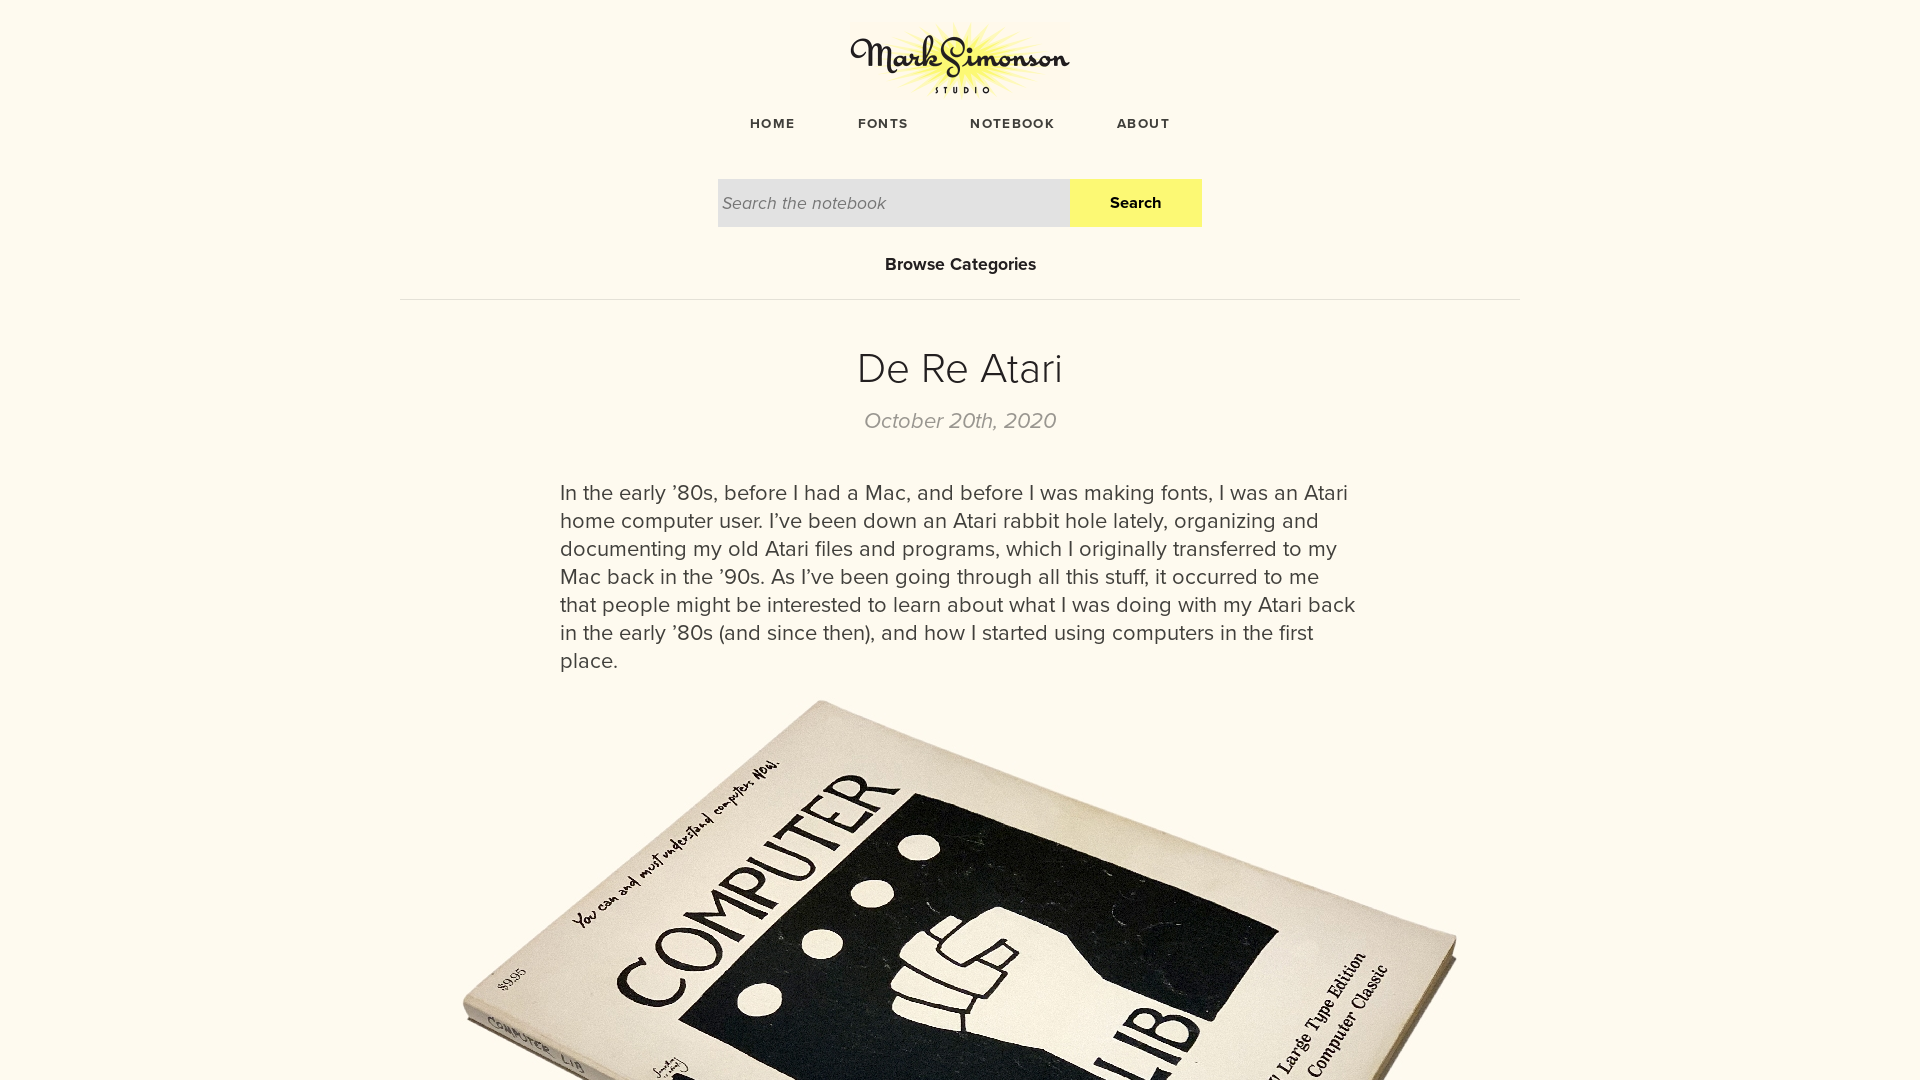 Mark Simonson
STUDIO
HOME FONTS NOTEBOOK ABOUT
Search the notebook Search
Browse Categories
De Re Atari
October 20th, 2020
In the early ’80s, before I had a Mac, and before I was making fonts, I was an Atari
home computer user. I’ve been down an Atari rabbit hole lately, organizing and
documenting my old Atari files and programs, which I originally transferred to my
Mac back in the ’90s. As I’ve been going through all this stuff, it occurred to me
that people might be interested to learn about what I was doing with my Atari back
in the early ’80s (and since then), and how I started using computers in the first
place.
You can and must understand computers NOW.
COMPUTER
LIB
$9.95
COMPUTER LIB
Large Type Edition
Computer Classic